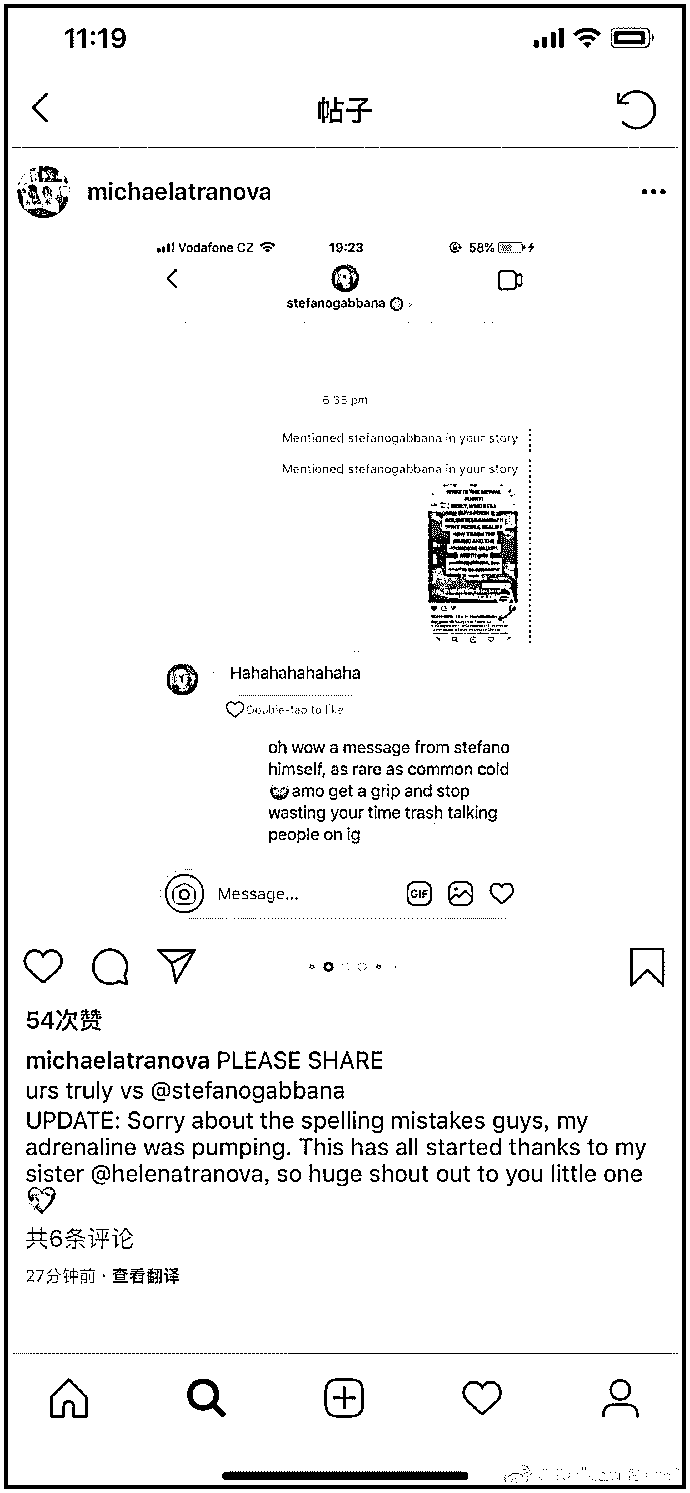 11:19
帖子
michaelatranova
Vodafone CZ
19:23
58%
stefanogabbana
pm
Mentioned stefanogabbana in your story
Mentioned stefanogabbana in your story
Hahahahahahaha
Double-tap to like
oh wow a message from stefano
himself, as rare as common cold
amo get a grip and stop
wasting your time trash talking
people on ig
Message...
GIF
54次赞
michaelatranova PLEASE SHARE
urs truly vs @stefanogabbana
UPDATE: Sorry about the spelling mistakes guys, my
adrenaline was pumping. This has all started thanks to my
sister @helenatranova, so huge shout out to you little one
共6条评论
27分钟前 · 查看翻译